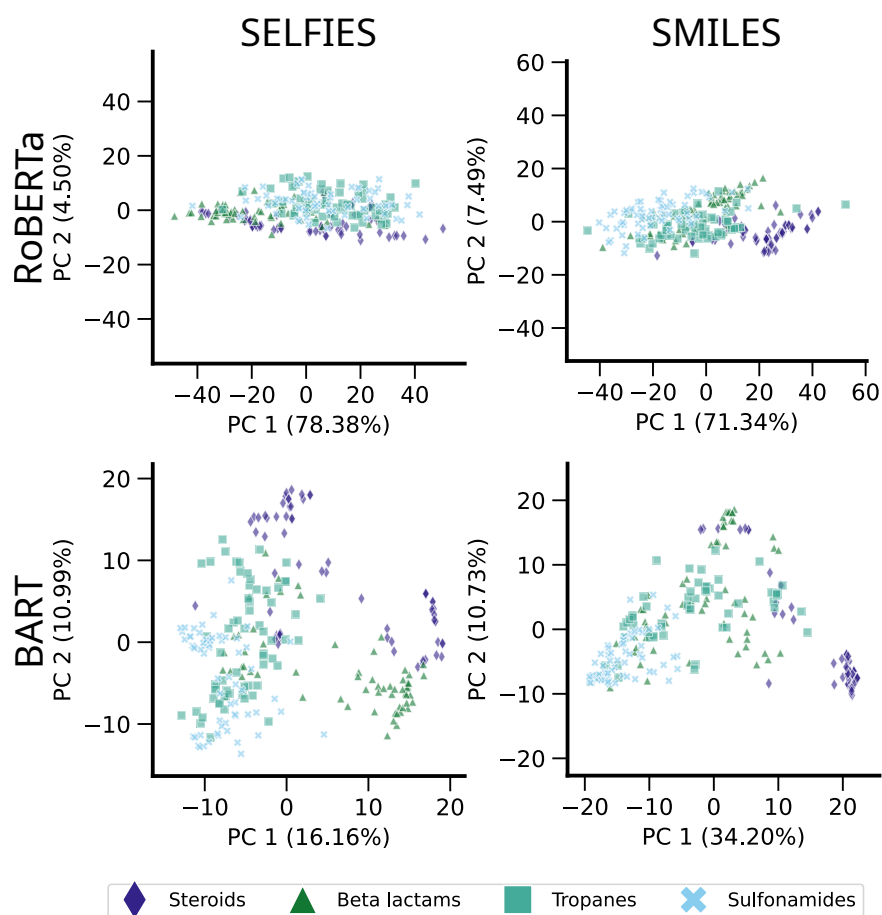 SELFIES
SMILES
RoBERTa
PC 2 (4.50%)
40
20
0
−20
−40
−40 −20 0 20 40
PC 1 (78.38%)
PC 2 (7.49%)
60
40
20
0
−20
−40
−40 −20 0 20 40 60
PC 1 (71.34%)
BART
PC 2 (10.99%)
20
10
0
−10
−10 0 10 20
PC 1 (16.16%)
PC 2 (10.73%)
20
10
0
−10
−20
−20 −10 0 10 20
PC 1 (34.20%)
Steroids Beta lactams Tropanes Sulfonamides